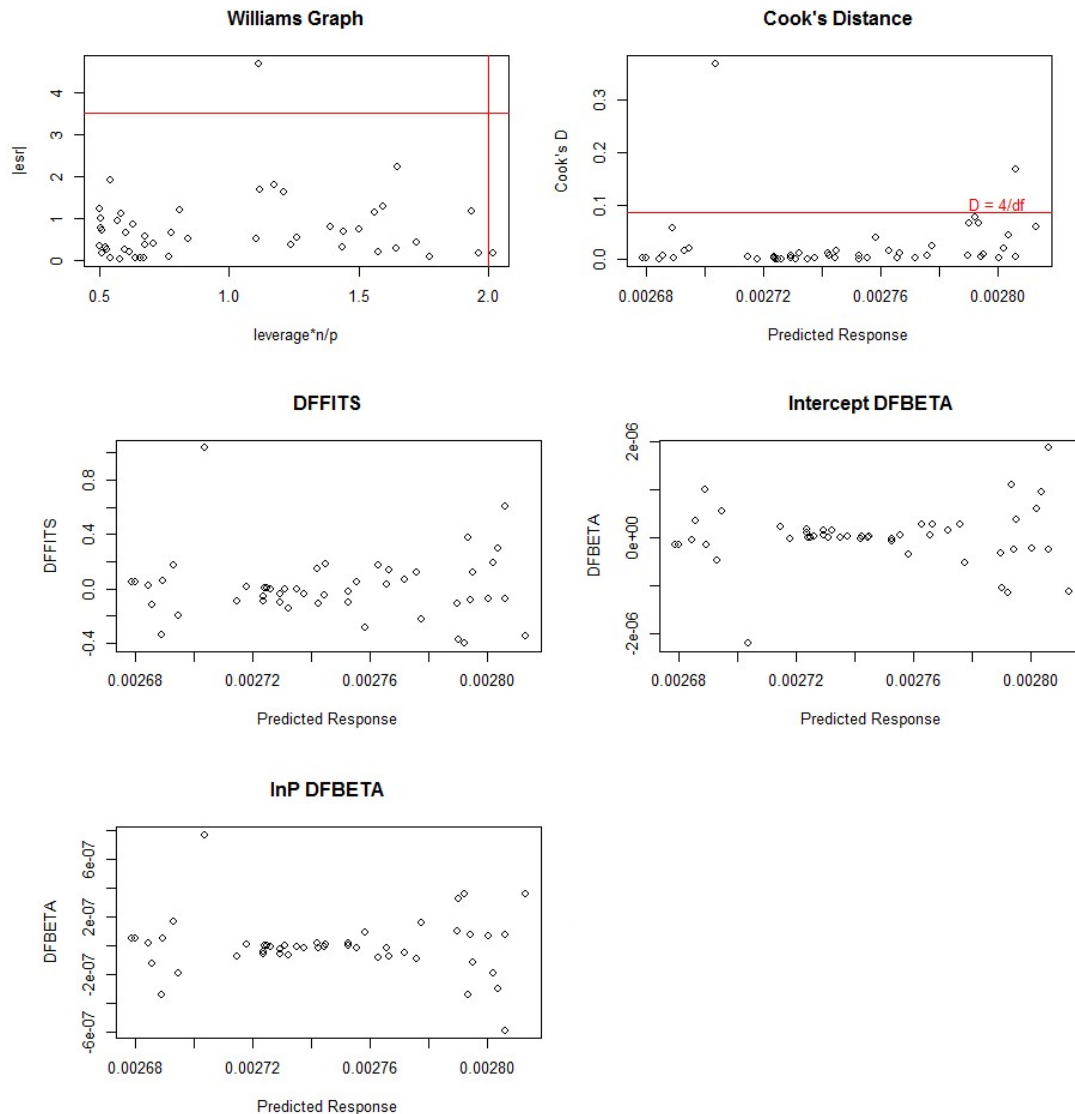 Williams Graph
|esr|
4
3
2
1
0
0.5 1.0 1.5 2.0
leverage*n/p
Cook's Distance
Cook's D
0.3
0.2
0.1
0.0
D = 4/df
0.00268 0.00272 0.00276 0.00280
Predicted Response
DFFITS
DFFITS
0.8
0.4
0.0
-0.4
0.00268 0.00272 0.00276 0.00280
Predicted Response
Intercept DFBETA
DFBETA
2e-06
0e+00
-2e-06
0.00268 0.00272 0.00276 0.00280
Predicted Response
lnP DFBETA
DFBETA
6e-07
2e-07
-2e-07
-6e-07
0.00268 0.00272 0.00276 0.00280
Predicted Response